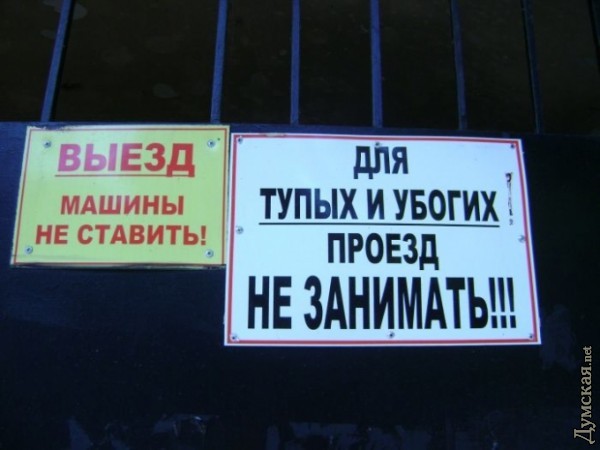 ВЫЕЗД
МАШИНЫ
НЕ СТАВИТЬ!
ДЛЯ
ТУПЫХ И УБОГИХ !
ПРОЕЗД
НЕ ЗАНИМАТЬ!!!
Думская.net